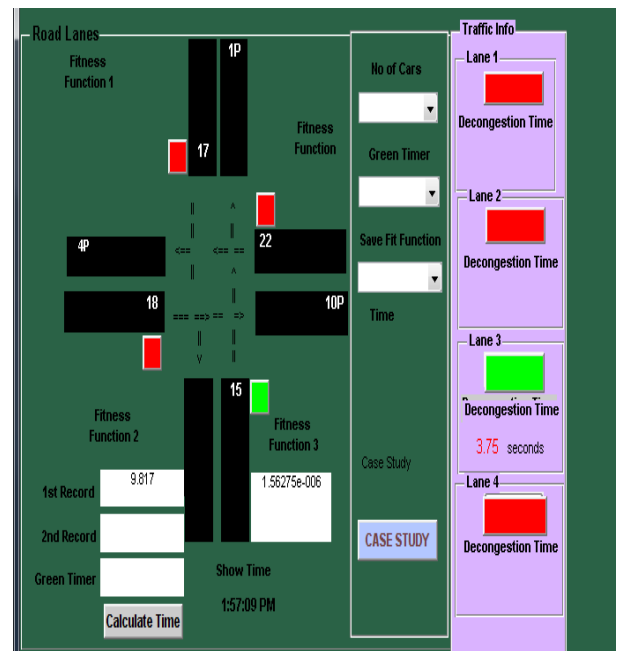 Road Lanes
Fitness
Function 1
1P
17
Fitness
Function
4P
22
18
10P
15
Fitness
Function 2
Fitness
Function 3
1st Record
9.817
1.56275e-006
2nd Record
Green Timer
Show Time
1:57:09 PM
Calculate Time
No of Cars
Green Timer
Save Fit Function
Time
Case Study
CASE STUDY
Traffic Info
Lane 1
Decongestion Time
Lane 2
Decongestion Time
Lane 3
Decongestion Time
3.75 seconds
Lane 4
Decongestion Time